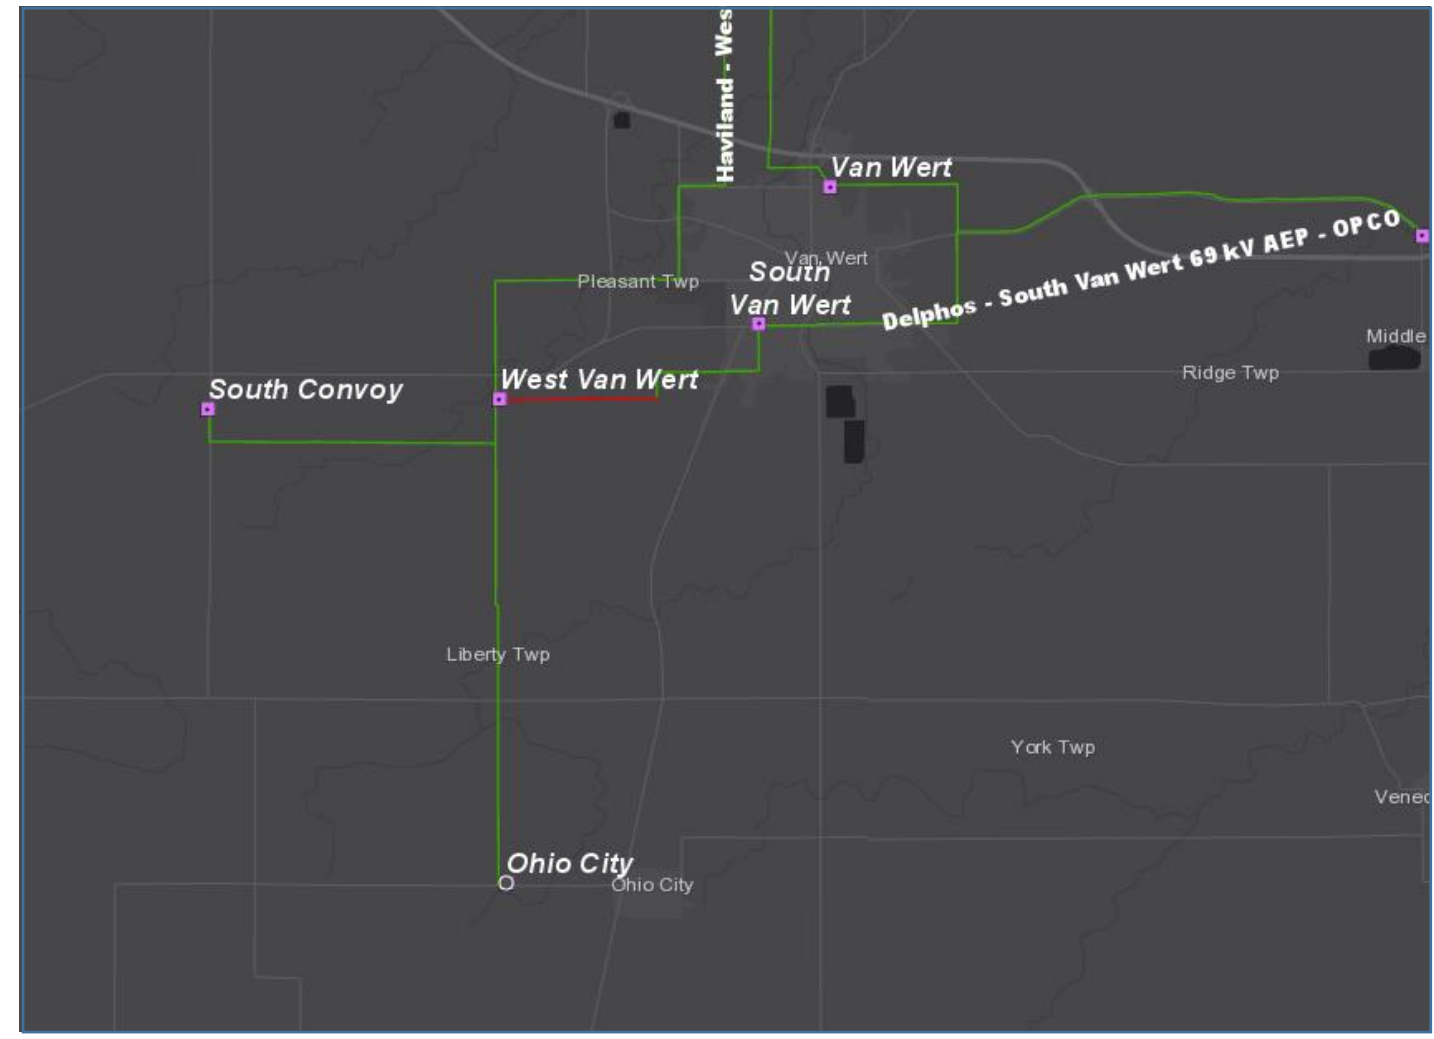 Haviland - Wes
Van Wert
Delphos - South Van Wert 69 kV AEP - OPCO
Van Wert
South
Van Wert
Pleasant Twp
Middle
Ridge Twp
West Van Wert
South Convoy
Liberty Twp
York Twp
Vened
Ohio City
Ohio City